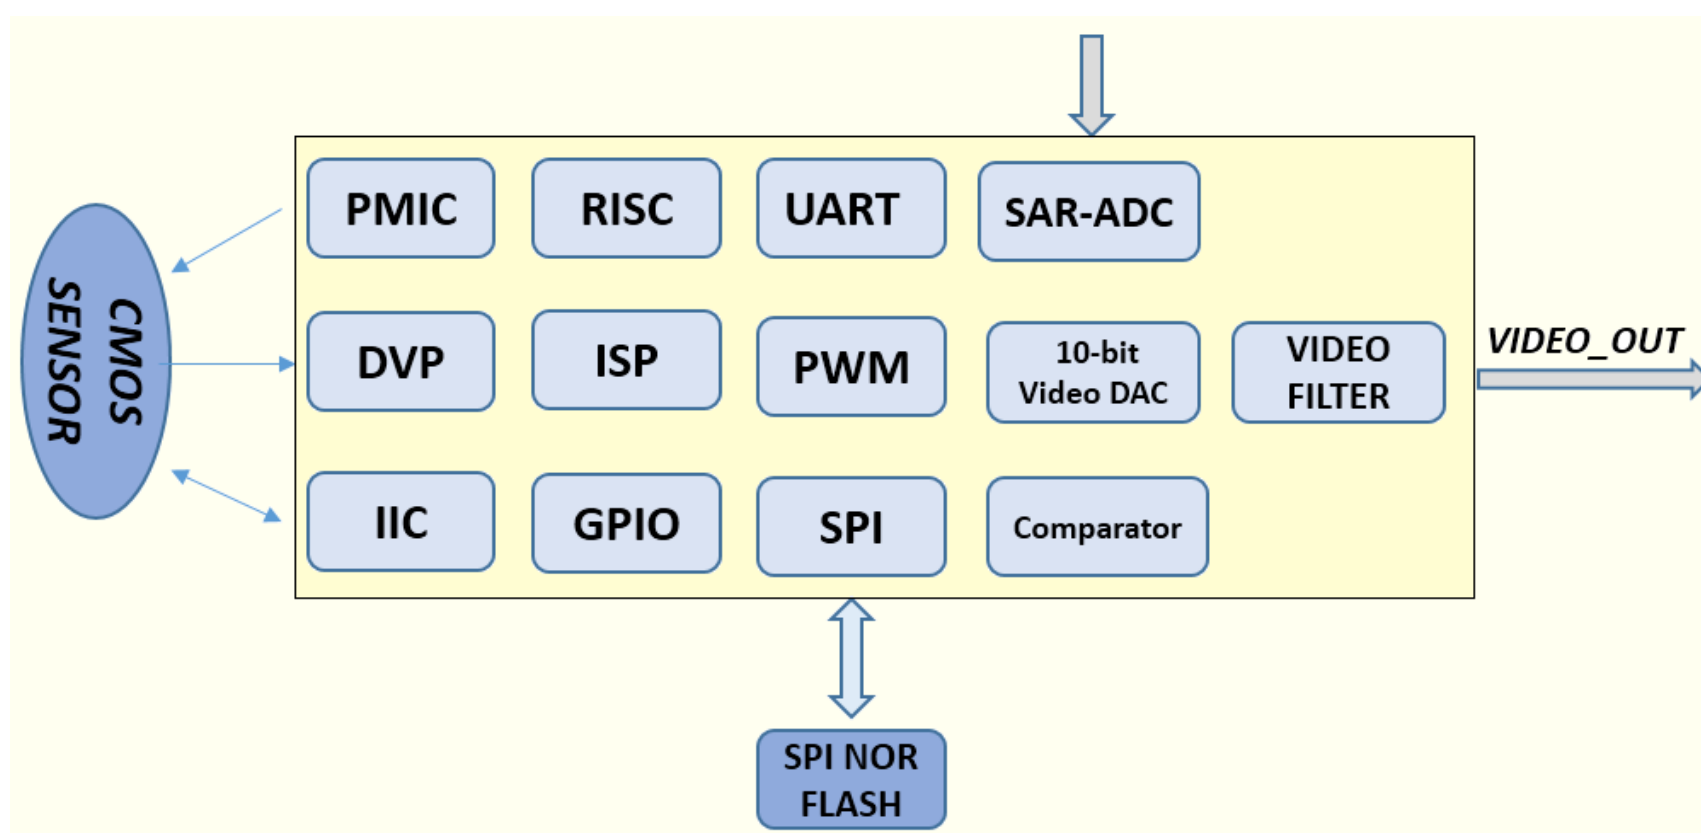 PMIC
RISC
UART
SAR-ADC
CMOS
SENSOR
DVP
ISP
PWM
10-bit
Video DAC
VIDEO
FILTER
VIDEO_OUT
IIC
GPIO
SPI
Comparator
SPI NOR
FLASH